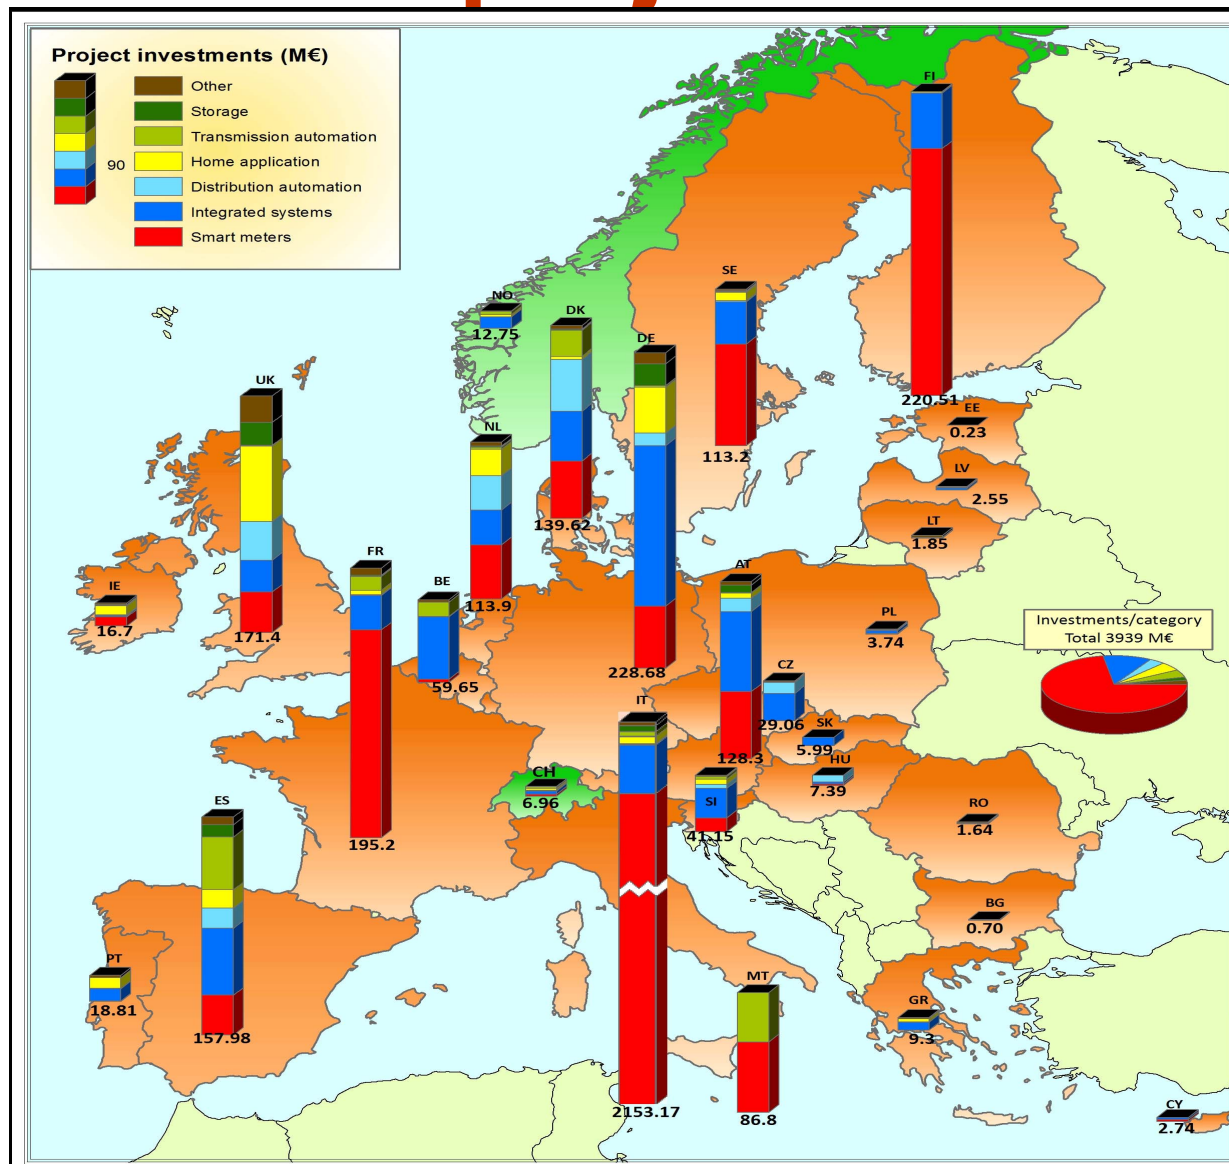 Project investments (M€)
90
Other
Storage
Transmission automation
Home application
Distribution automation
Integrated systems
Smart meters
FI
220.51
SE
113.2
NO
12.75
DK
139.62
DE
228.68
UK
171.4
NL
113.9
EE
0.23
LV
2.55
LT
1.85
IE
16.7
FR
195.2
BE
59.65
AT
128.3
PL
3.74
Investments/category
Total 3939 M€
CZ
29.06
SK
5.99
HU
7.39
IT
2153.17
CH
6.96
SI
41.15
RO
1.64
ES
157.98
BG
0.70
PT
18.81
MT
86.8
GR
9.3
CY
2.74